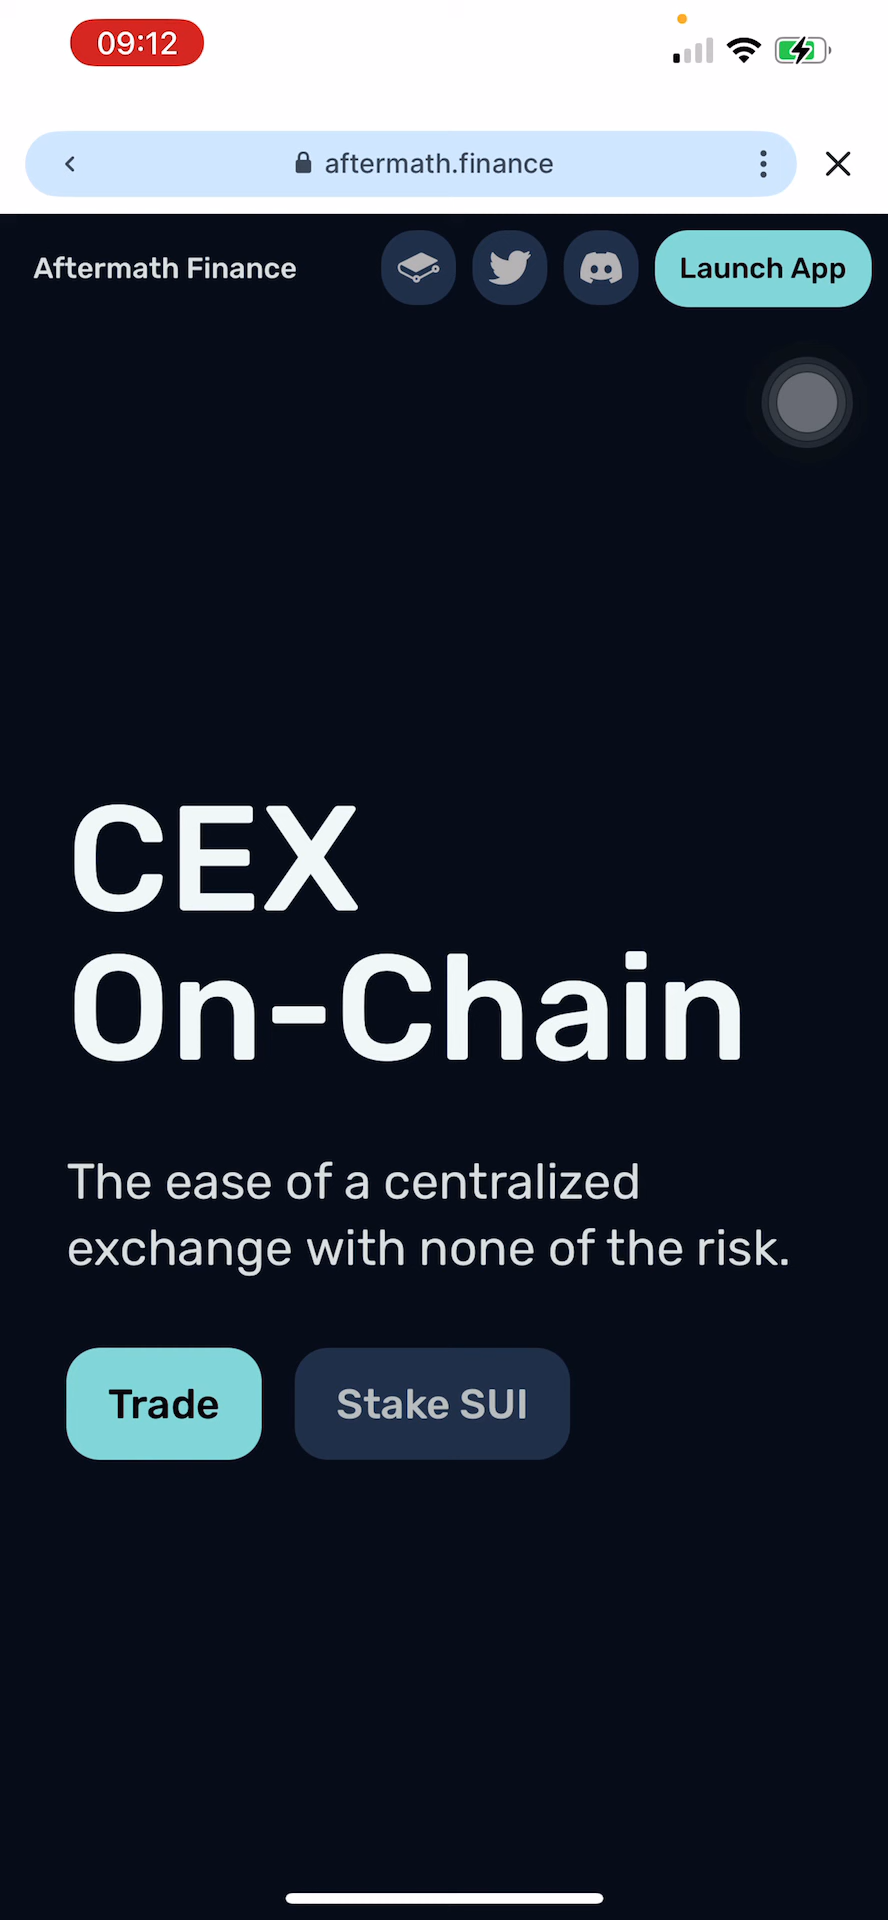 09:12
aftermath.finance
Aftermath Finance
Launch App
CEX
On-Chain
The ease of a centralized
exchange with none of the risk.
Trade
Stake SUI